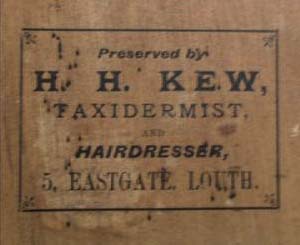 Preserved by
H. H. KEW,
TAXIDERMIST,
AND
HAIRDRESSER,
5, EASTGATE. LOUTH.